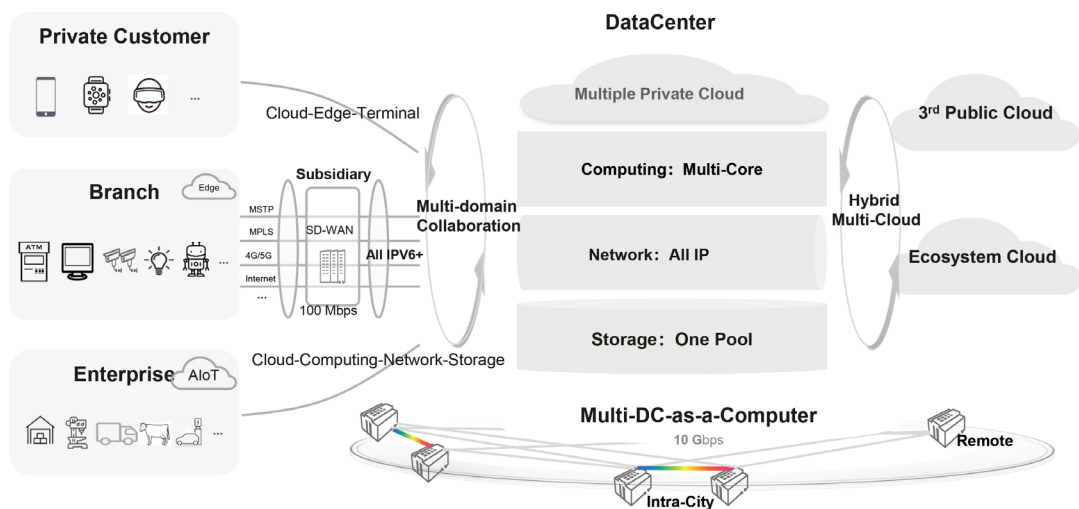 DataCenter
Private Customer
...
Cloud-Edge-Terminal
Multiple Private Cloud
3rd Public Cloud
Computing: Multi-Core
Branch
Edge
ATM
...
Subsidiary
MSTP
MPLS
4G/5G
Internet
...
SD-WAN
All IPV6+
100 Mbps
Multi-domain
Collaboration
Hybrid
Multi-Cloud
Network: All IP
Ecosystem Cloud
Storage: One Pool
Cloud-Computing-Network-Storage
Enterprise
AIoT
...
Multi-DC-as-a-Computer
10 Gbps
Remote
Intra-City